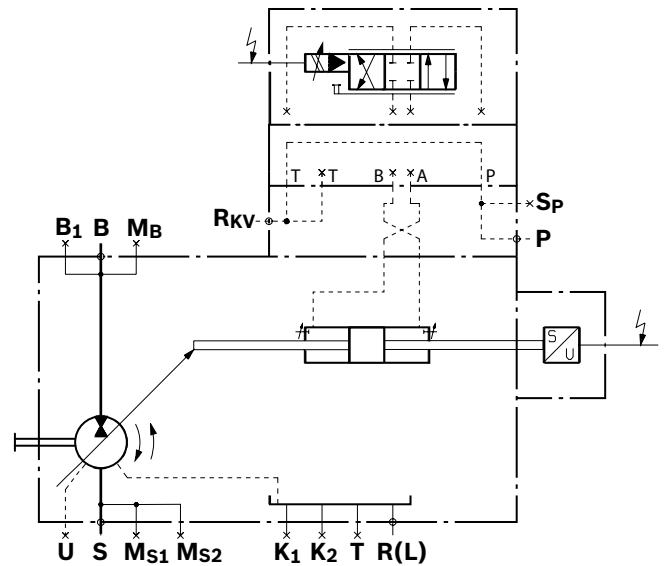 T T B A P
RKV
SP
P
B1 B MB
S
U
U S MS1 MS2 K1 K2 T R(L)